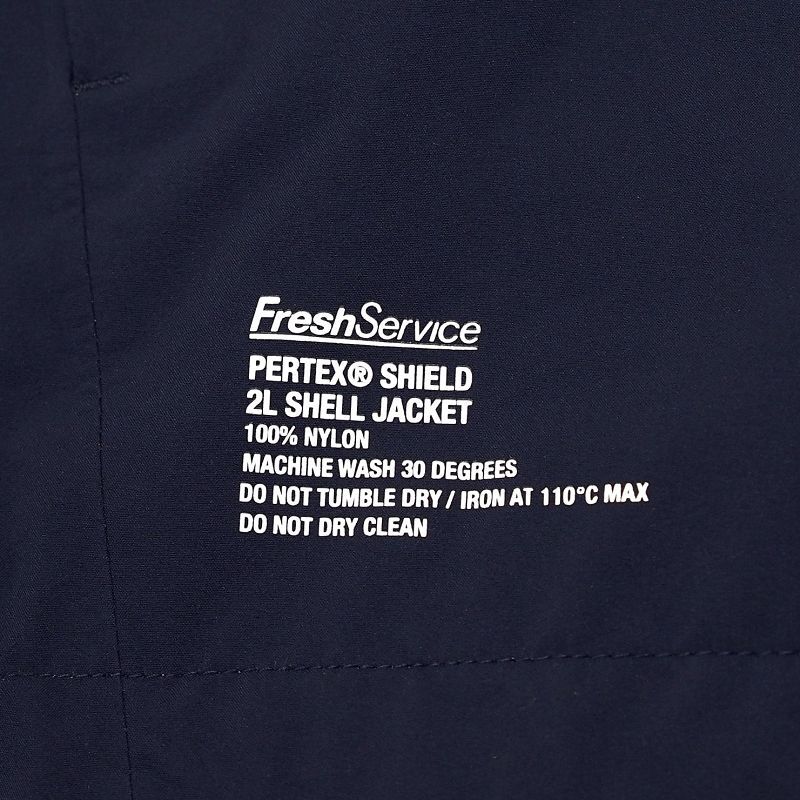 FreshService
PERTEX® SHIELD
2L SHELL JACKET
100% NYLON
MACHINE WASH 30 DEGREES
DO NOT TUMBLE DRY / IRON AT 110°C MAX
DO NOT DRY CLEAN